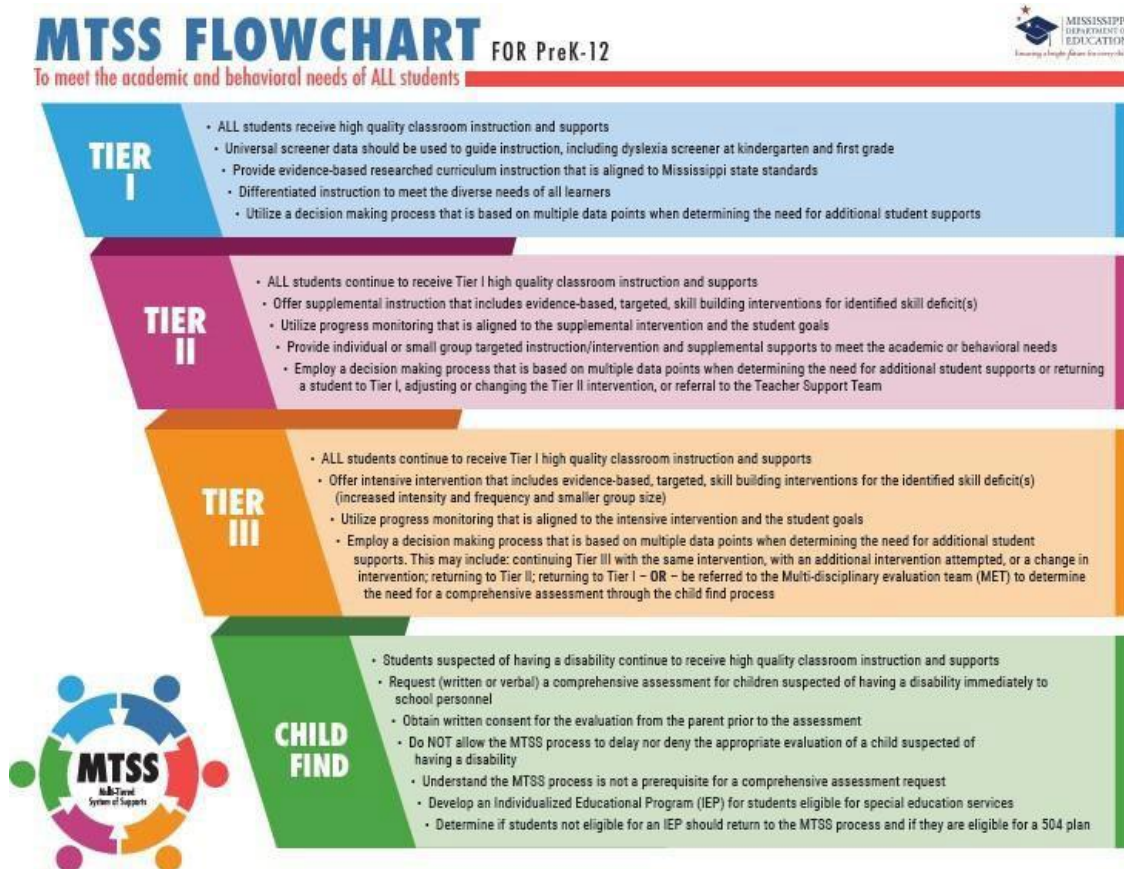 MTSS FLOWCHART FOR PreK-12
To meet the academic and behavioral needs of ALL students
MISSISSIPPI
DEPARTMENT OF
EDUCATION
TIER
I
• ALL students receive high quality classroom instruction and supports
• Universal screener data should be used to guide instruction, including dyslexia screener at kindergarten and first grade
• Provide evidence-based researched curriculum instruction that is aligned to Mississippi state standards
• Differentiated instruction to meet the diverse needs of all learners
• Utilize a decision making process that is based on multiple data points when determining the need for additional student supports
TIER
II
• ALL students continue to receive Tier I high quality classroom instruction and supports
• Offer supplemental instruction that includes evidence-based, targeted, skill building interventions for identified skill deficit(s)
• Utilize progress monitoring that is aligned to the supplemental intervention and the student goals
• Provide individual or small group targeted instruction/intervention and supplemental supports to meet the academic or behavioral needs
• Employ a decision making process that is based on multiple data points when determining the need for additional student supports or returning
a student to Tier I, adjusting or changing the Tier II intervention, or referral to the Teacher Support Team
TIER
III
• ALL students continue to receive Tier I high quality classroom instruction and supports
• Offer intensive intervention that includes evidence-based, targeted, skill building interventions for the identified skill deficit(s)
(increased intensity and frequency and smaller group size)
• Utilize progress monitoring that is aligned to the intensive intervention and the student goals
• Employ a decision making process that is based on multiple data points when determining the need for additional student
supports. This may include: continuing Tier III with the same intervention, with an additional intervention attempted, or a change in
intervention; returning to Tier II; returning to Tier I – OR – be referred to the Multi-disciplinary evaluation team (MET) to determine
the need for a comprehensive assessment through the child find process
CHILD
FIND
• Students suspected of having a disability continue to receive high quality classroom instruction and supports
• Request (written or verbal) a comprehensive assessment for children suspected of having a disability immediately to
school personnel
• Obtain written consent for the evaluation from the parent prior to the assessment
• Do NOT allow the MTSS process to delay nor deny the appropriate evaluation of a child suspected of
having a disability
• Understand the MTSS process is not a prerequisite for a comprehensive assessment request
• Develop an Individualized Educational Program (IEP) for students eligible for special education services
• Determine if students not eligible for an IEP should return to the MTSS process and if they are eligible for a 504 plan
MTSS
Multi-Tiered
System of Supports